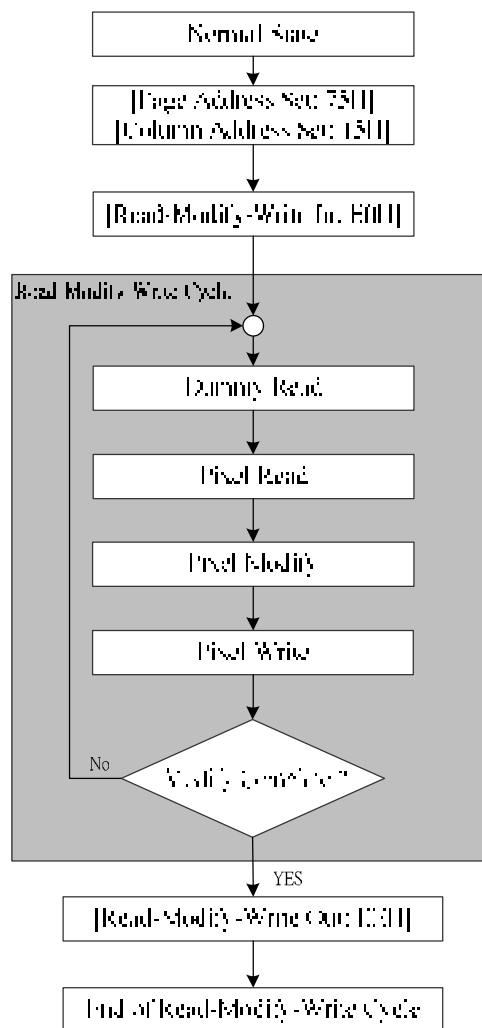 Normal State
[Page Address Set: 75H]
[Column Address Set: 15H]
[Read-Modify-Write In: E0H]
Read Modify Write Cycle
Dummy Read
Pixel Read
Pixel Modify
Pixel Write
No
Modify
YES
[Read-Modify-Write Out: EEH]
End of Read-Modify-Write Cycle